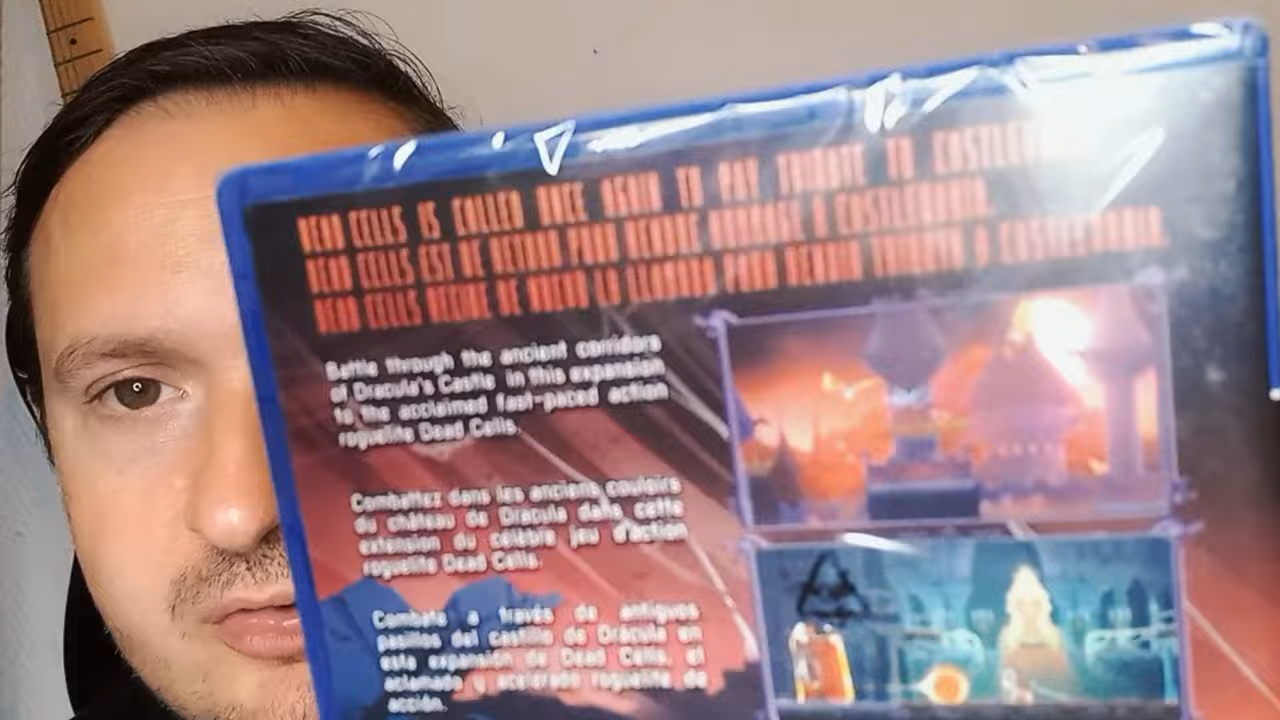 DEAD CELLS IS CALLED ONCE AGAIN TO PAY TRIBUTE TO
DEAD CELLS EST DE RETOUR POUR RENDRE HOMMAGE À CASTLEVANIA.
DEAD CELLS ACUDE DE NUEVO LA LLAMADA PARA RENDIR TRIBUTO A CASTLEVANIA.
Battle through the ancient corridors
of Dracula's Castle in this expansion
to the acclaimed fast-paced action
roguelite Dead Cells.
Combattez dans les anciens couloirs
du château de Dracula dans cette
extension du célèbre jeu d'action
roguelite Dead Cells.
Combate a través de antiguos
pasillos del castillo de Drácula en
esta expansión de Dead Cells, el
aclamado y acelerado roguelite de
acción.